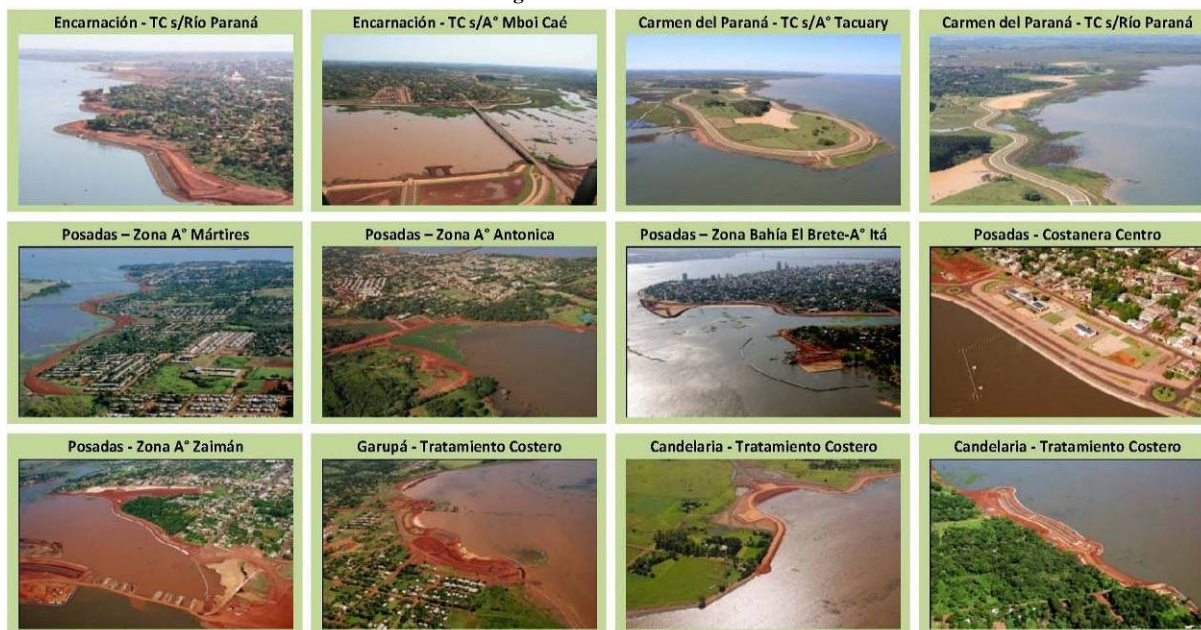 Encarnación - TC s/Río Paraná
Encarnación - TC s/A° Mboi Caé
Carmen del Paraná - TC s/A° Tacuary
Carmen del Paraná - TC s/Río Paraná
Posadas – Zona A° Mártires
Posadas – Zona A° Antonica
Posadas – Zona Bahía El Brete-A° Itá
Posadas - Costanera Centro
Posadas - Zona A° Zaimán
Garupá - Tratamiento Costero
Candelaria - Tratamiento Costero
Candelaria - Tratamiento Costero